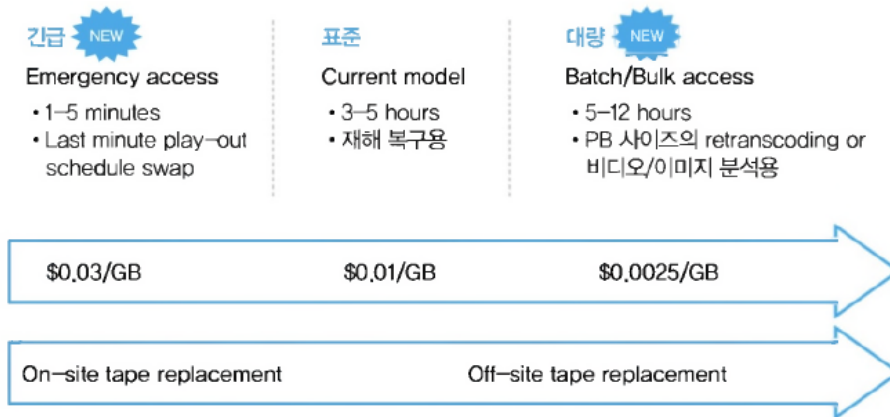 긴급 NEW
Emergency access
• 1–5 minutes
• Last minute play–out
schedule swap
표준
Current model
• 3–5 hours
• 재해 복구용
대량 NEW
Batch/Bulk access
• 5–12 hours
• PB 사이즈의 retranscoding or
비디오/이미지 분석용
$0.03/GB
$0.01/GB
$0.0025/GB
On–site tape replacement
Off–site tape replacement